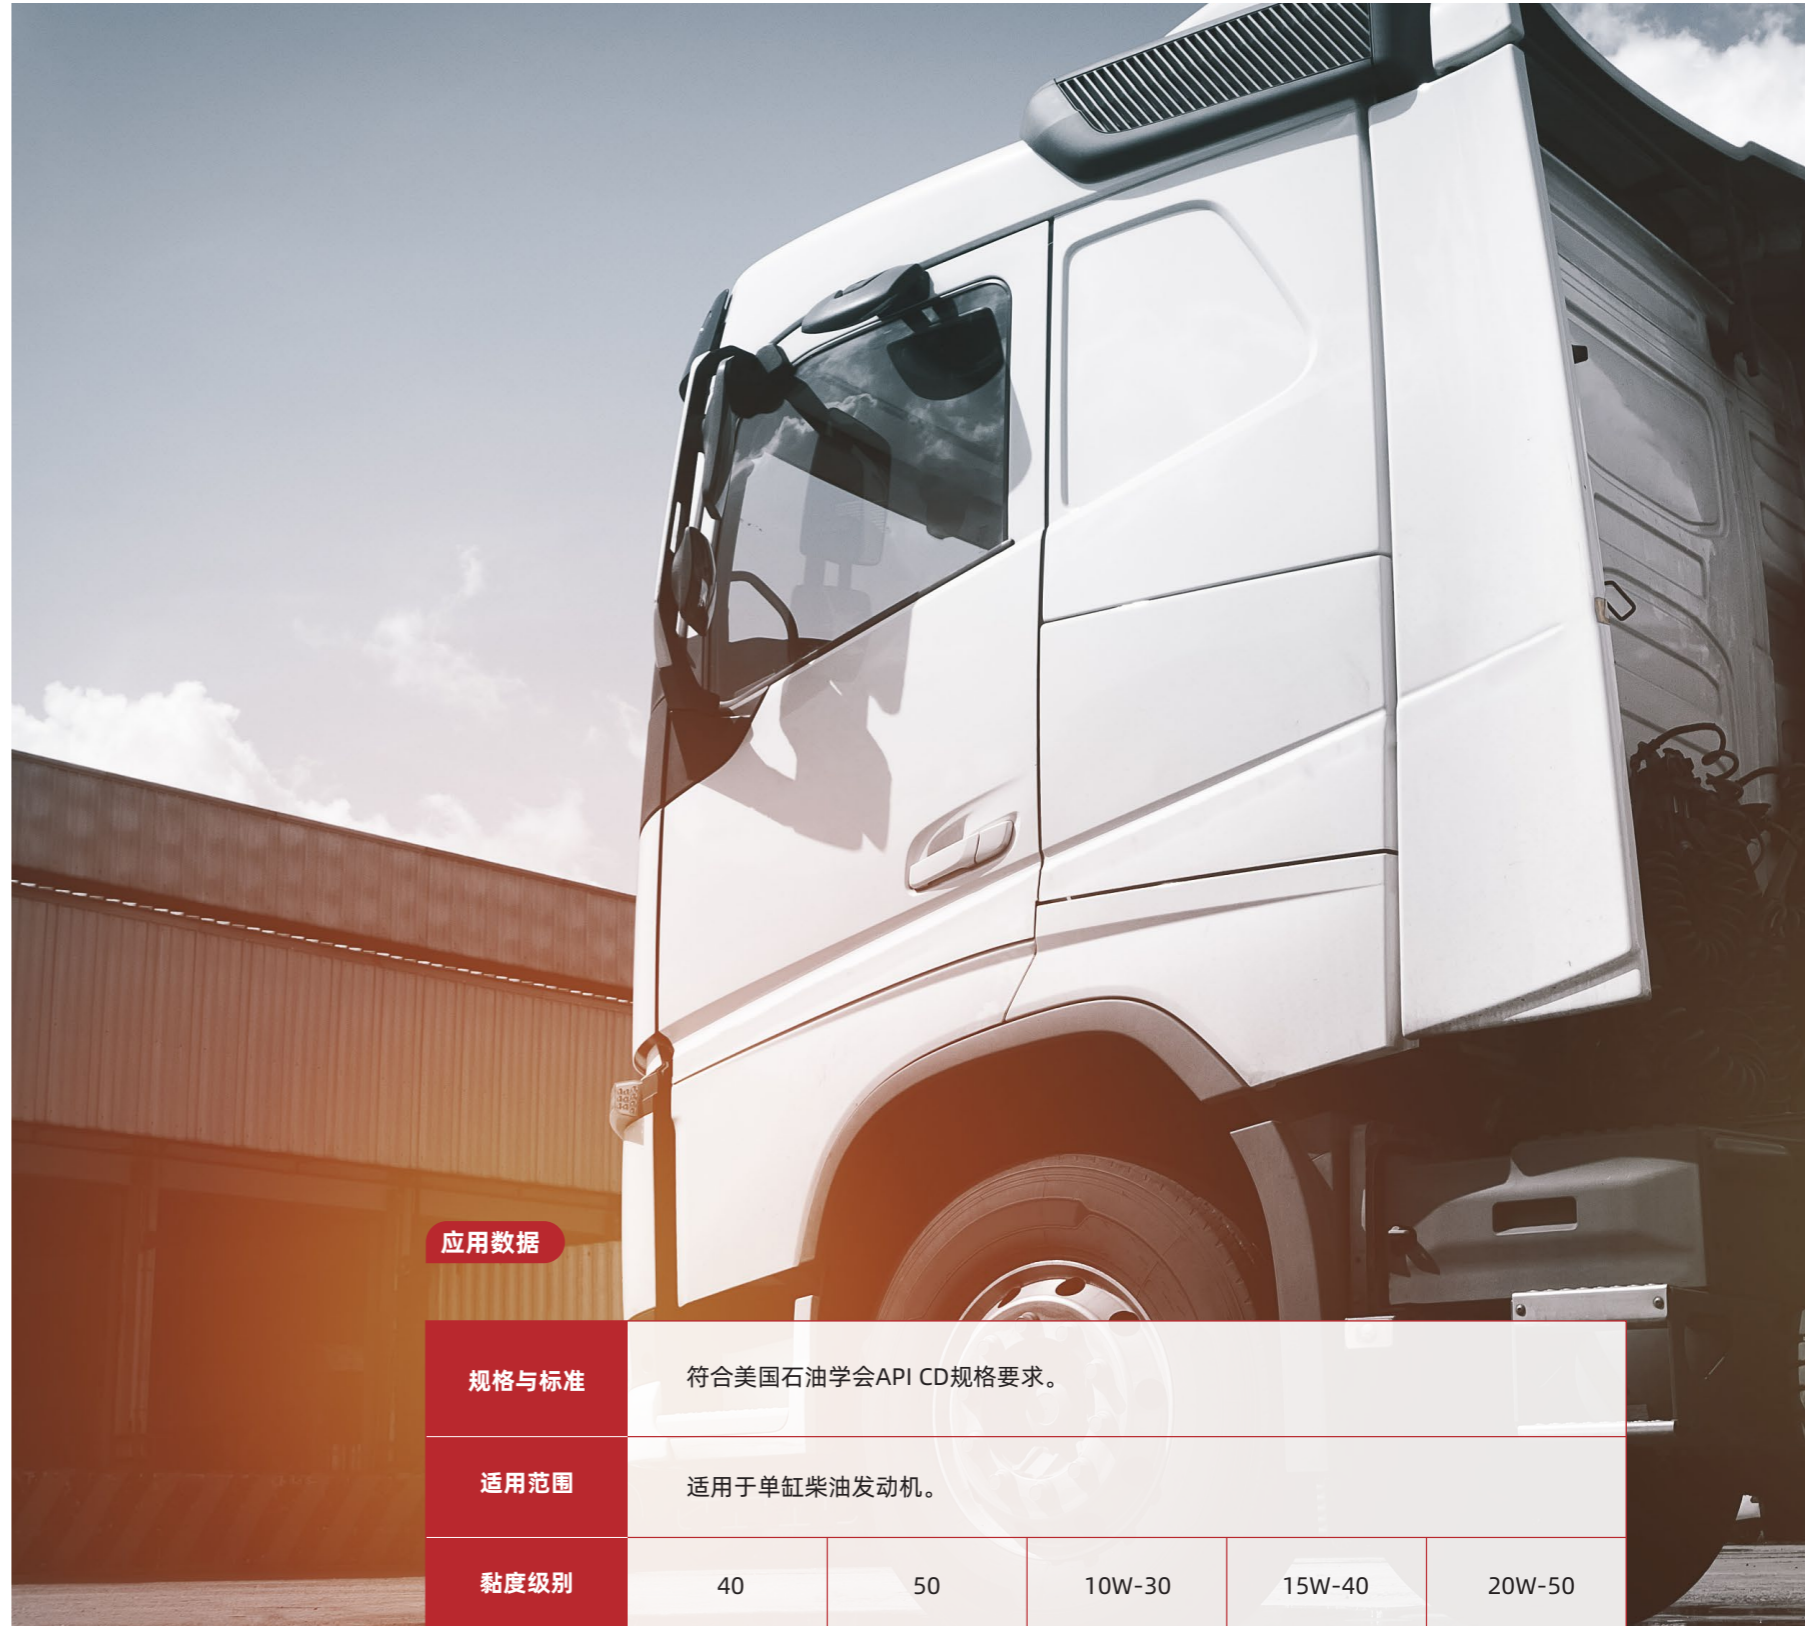 应用数据
规格与标准 符合美国石油学会API CD规格要求。
适用范围 适用于单缸柴油发动机。
黏度级别 40 50 10W-30 15W-40 20W-50